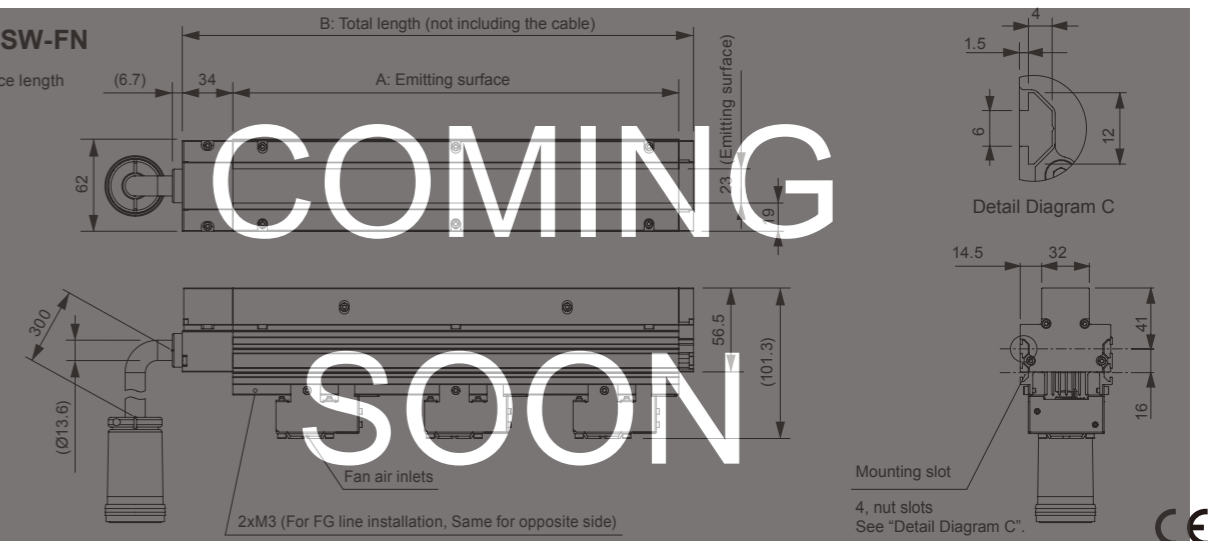 B: Total length (not including the cable)
SW-FN
ce length
(6.7)
34
A: Emitting surface
23 (Emitting surface)
19
62
COMING
4
1.5
6
12
Detail Diagram C
300
(Ø13.6)
56.5
(101.3)
SOON
Fan air inlets
2xM3 (For FG line installation, Same for opposite side)
14.5
32
41
16
Mounting slot
4, nut slots
See “Detail Diagram C”.
CE